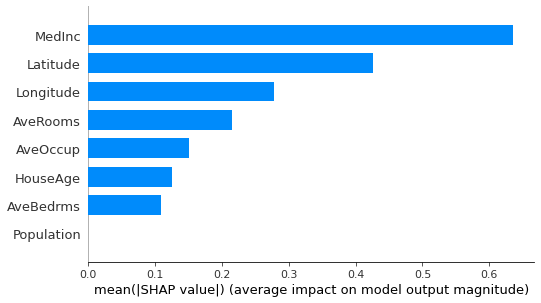 MedInc
Latitude
Longitude
AveRooms
AveOccup
HouseAge
AveBedrms
Population
0.0 0.1 0.2 0.3 0.4 0.5 0.6
mean(|SHAP value|) (average impact on model output magnitude)